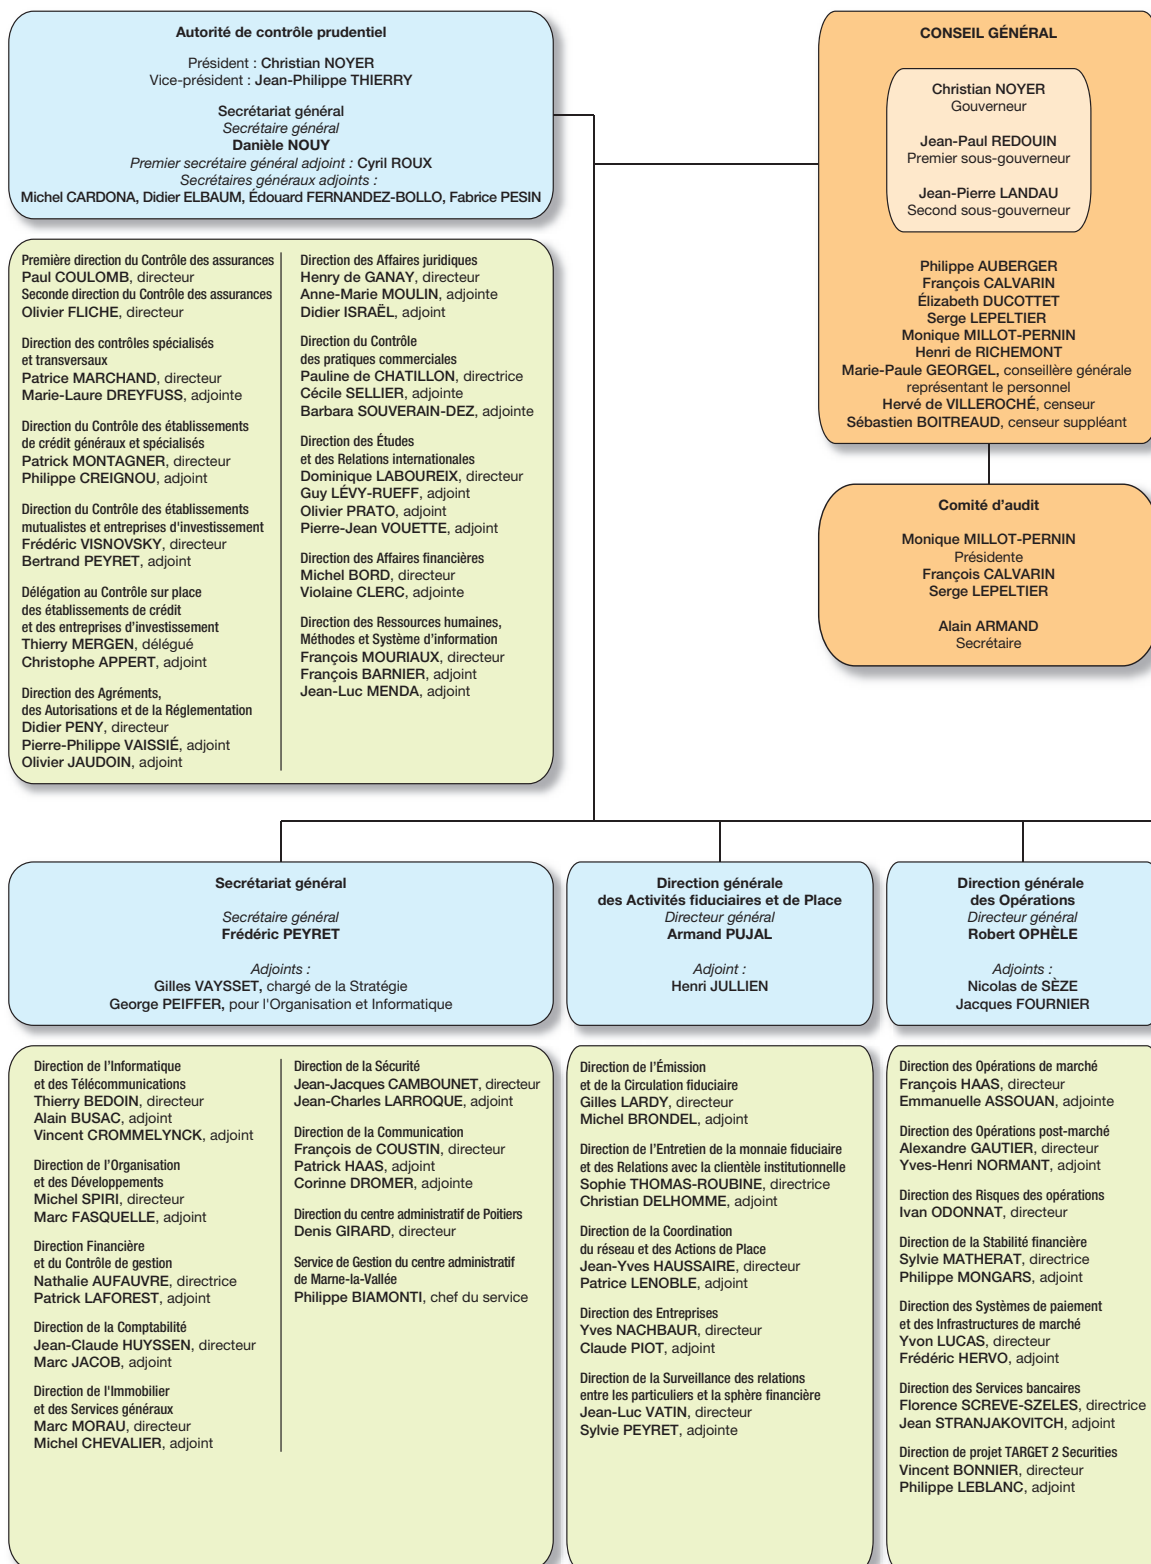 Autorité de contrôle prudentiel
Président : Christian NOYER
Vice-président : Jean-Philippe THIERRY
Secrétariat général
Secrétaire général
Danièle NOUY
Premier secrétaire général adjoint : Cyril ROUX
Secrétaires généraux adjoints :
Michel CARDONA, Didier ELBAUM, Édouard FERNANDEZ-BOLLO, Fabrice PESIN
Première direction du Contrôle des assurances
Paul COULOMB, directeur
Seconde direction du Contrôle des assurances
Olivier FLICHE, directeur
Direction des contrôles spécialisés
et transversaux
Patrice MARCHAND, directeur
Marie-Laure DREYFUSS, adjointe
Direction du Contrôle des établissements
de crédit généraux et spécialisés
Patrick MONTAGNER, directeur
Philippe CREIGNOU, adjoint
Direction du Contrôle des établissements
mutualistes et entreprises d'investissement
Frédéric VISNOVSKY, directeur
Bertrand PEYRET, adjoint
Délégation au Contrôle sur place
des établissements de crédit
et des entreprises d'investissement
Thierry MERGEN, délégué
Christophe APPERT, adjoint
Direction des Agréments,
des Autorisations et de la Réglementation
Didier PENY, directeur
Pierre-Philippe VAISSIÉ, adjoint
Olivier JAUDOIN, adjoint
Direction des Affaires juridiques
Henry de GANAY, directeur
Anne-Marie MOULIN, adjointe
Didier ISRAËL, adjoint
Direction du Contrôle
des pratiques commerciales
Pauline de CHATILLON, directrice
Cécile SELLIER, adjointe
Barbara SOUVERAIN-DEZ, adjointe
Direction des Études
et des Relations internationales
Dominique LABOUREIX, directeur
Guy LÉVY-RUEFF, adjoint
Olivier PRATO, adjoint
Pierre-Jean VOUETTE, adjoint
Direction des Affaires financières
Michel BORD, directeur
Violaine CLERC, adjointe
Direction des Ressources humaines,
Méthodes et Système d'information
François MOURIAUX, directeur
François BARNIER, adjoint
Jean-Luc MENDA, adjoint
CONSEIL GÉNÉRAL
Christian NOYER
Gouverneur
Jean-Paul REDOUIN
Premier sous-gouverneur
Jean-Pierre LANDAU
Second sous-gouverneur
Philippe AUBERGER
François CALVARIN
Élizabeth DUCOTTET
Serge LEPELTIER
Monique MILLOT-PERNIN
Henri de RICHEMONT
Marie-Paule GEORGEL, conseillère générale
représentant le personnel
Hervé de VILLEROCHÉ, censeur
Sébastien BOITREAUD, censeur suppléant
Comité d'audit
Monique MILLOT-PERNIN
Présidente
François CALVARIN
Serge LEPELTIER
Alain ARMAND
Secrétaire
Secrétariat général
Secrétaire général
Frédéric PEYRET
Adjoints :
Gilles VAYSSET, chargé de la Stratégie
George PEIFFER, pour l'Organisation et Informatique
Direction de l'Informatique
et des Télécommunications
Thierry BEDOIN, directeur
Alain BUSAC, adjoint
Vincent CROMMELYNCK, adjoint
Direction de l'Organisation
et des Développements
Michel SPIRI, directeur
Marc FASQUELLE, adjoint
Direction Financière
et du Contrôle de gestion
Nathalie AUFAUVRE, directrice
Patrick LAFOREST, adjoint
Direction de la Comptabilité
Jean-Claude HUYSSEN, directeur
Marc JACOB, adjoint
Direction de l'Immobilier
et des Services généraux
Marc MORAU, directeur
Michel CHEVALIER, adjoint
Direction de la Sécurité
Jean-Jacques CAMBOUNET, directeur
Jean-Charles LARROQUE, adjoint
Direction de la Communication
François de COUSTIN, directeur
Patrick HAAS, adjoint
Corinne DROMER, adjointe
Direction du centre administratif de Poitiers
Denis GIRARD, directeur
Service de Gestion du centre administratif
de Marne-la-Vallée
Philippe BIAMONTI, chef du service
Direction générale
des Activités fiduciaires et de Place
Directeur général
Armand PUJAL
Adjoint :
Henri JULLIEN
Direction de l'Émission
et de la Circulation fiduciaire
Gilles LARDY, directeur
Michel BRONDEL, adjoint
Direction de l'Entretien de la monnaie fiduciaire
et des Relations avec la clientèle institutionnelle
Sophie THOMAS-ROUBINE, directrice
Christian DELHOMME, adjoint
Direction de la Coordination
du réseau et des Actions de Place
Jean-Yves HAUSSAIRE, directeur
Patrice LENOBLE, adjoint
Direction des Entreprises
Yves NACHBAUR, directeur
Claude PIOT, adjoint
Direction de la Surveillance des relations
entre les particuliers et la sphère financière
Jean-Luc VATIN, directeur
Sylvie PEYRET, adjointe
Direction générale
des Opérations
Directeur général
Robert OPHÈLE
Adjoints :
Nicolas de SÈZE
Jacques FOURNIER
Direction des Opérations de marché
François HAAS, directeur
Emmanuelle ASSOUAN, adjointe
Direction des Opérations post-marché
Alexandre GAUTIER, directeur
Yves-Henri NORMANT, adjoint
Direction des Risques des opérations
Ivan ODONNAT, directeur
Direction de la Stabilité financière
Sylvie MATHERAT, directrice
Philippe MONGARS, adjoint
Direction des Systèmes de paiement
et des Infrastructures de marché
Yvon LUCAS, directeur
Frédéric HERVO, adjoint
Direction des Services bancaires
Florence SCREVE-SZELES, directrice
Jean STRANJAKOVITCH, adjoint
Direction de projet TARGET 2 Securities
Vincent BONNIER, directeur
Philippe LEBLANC, adjoint